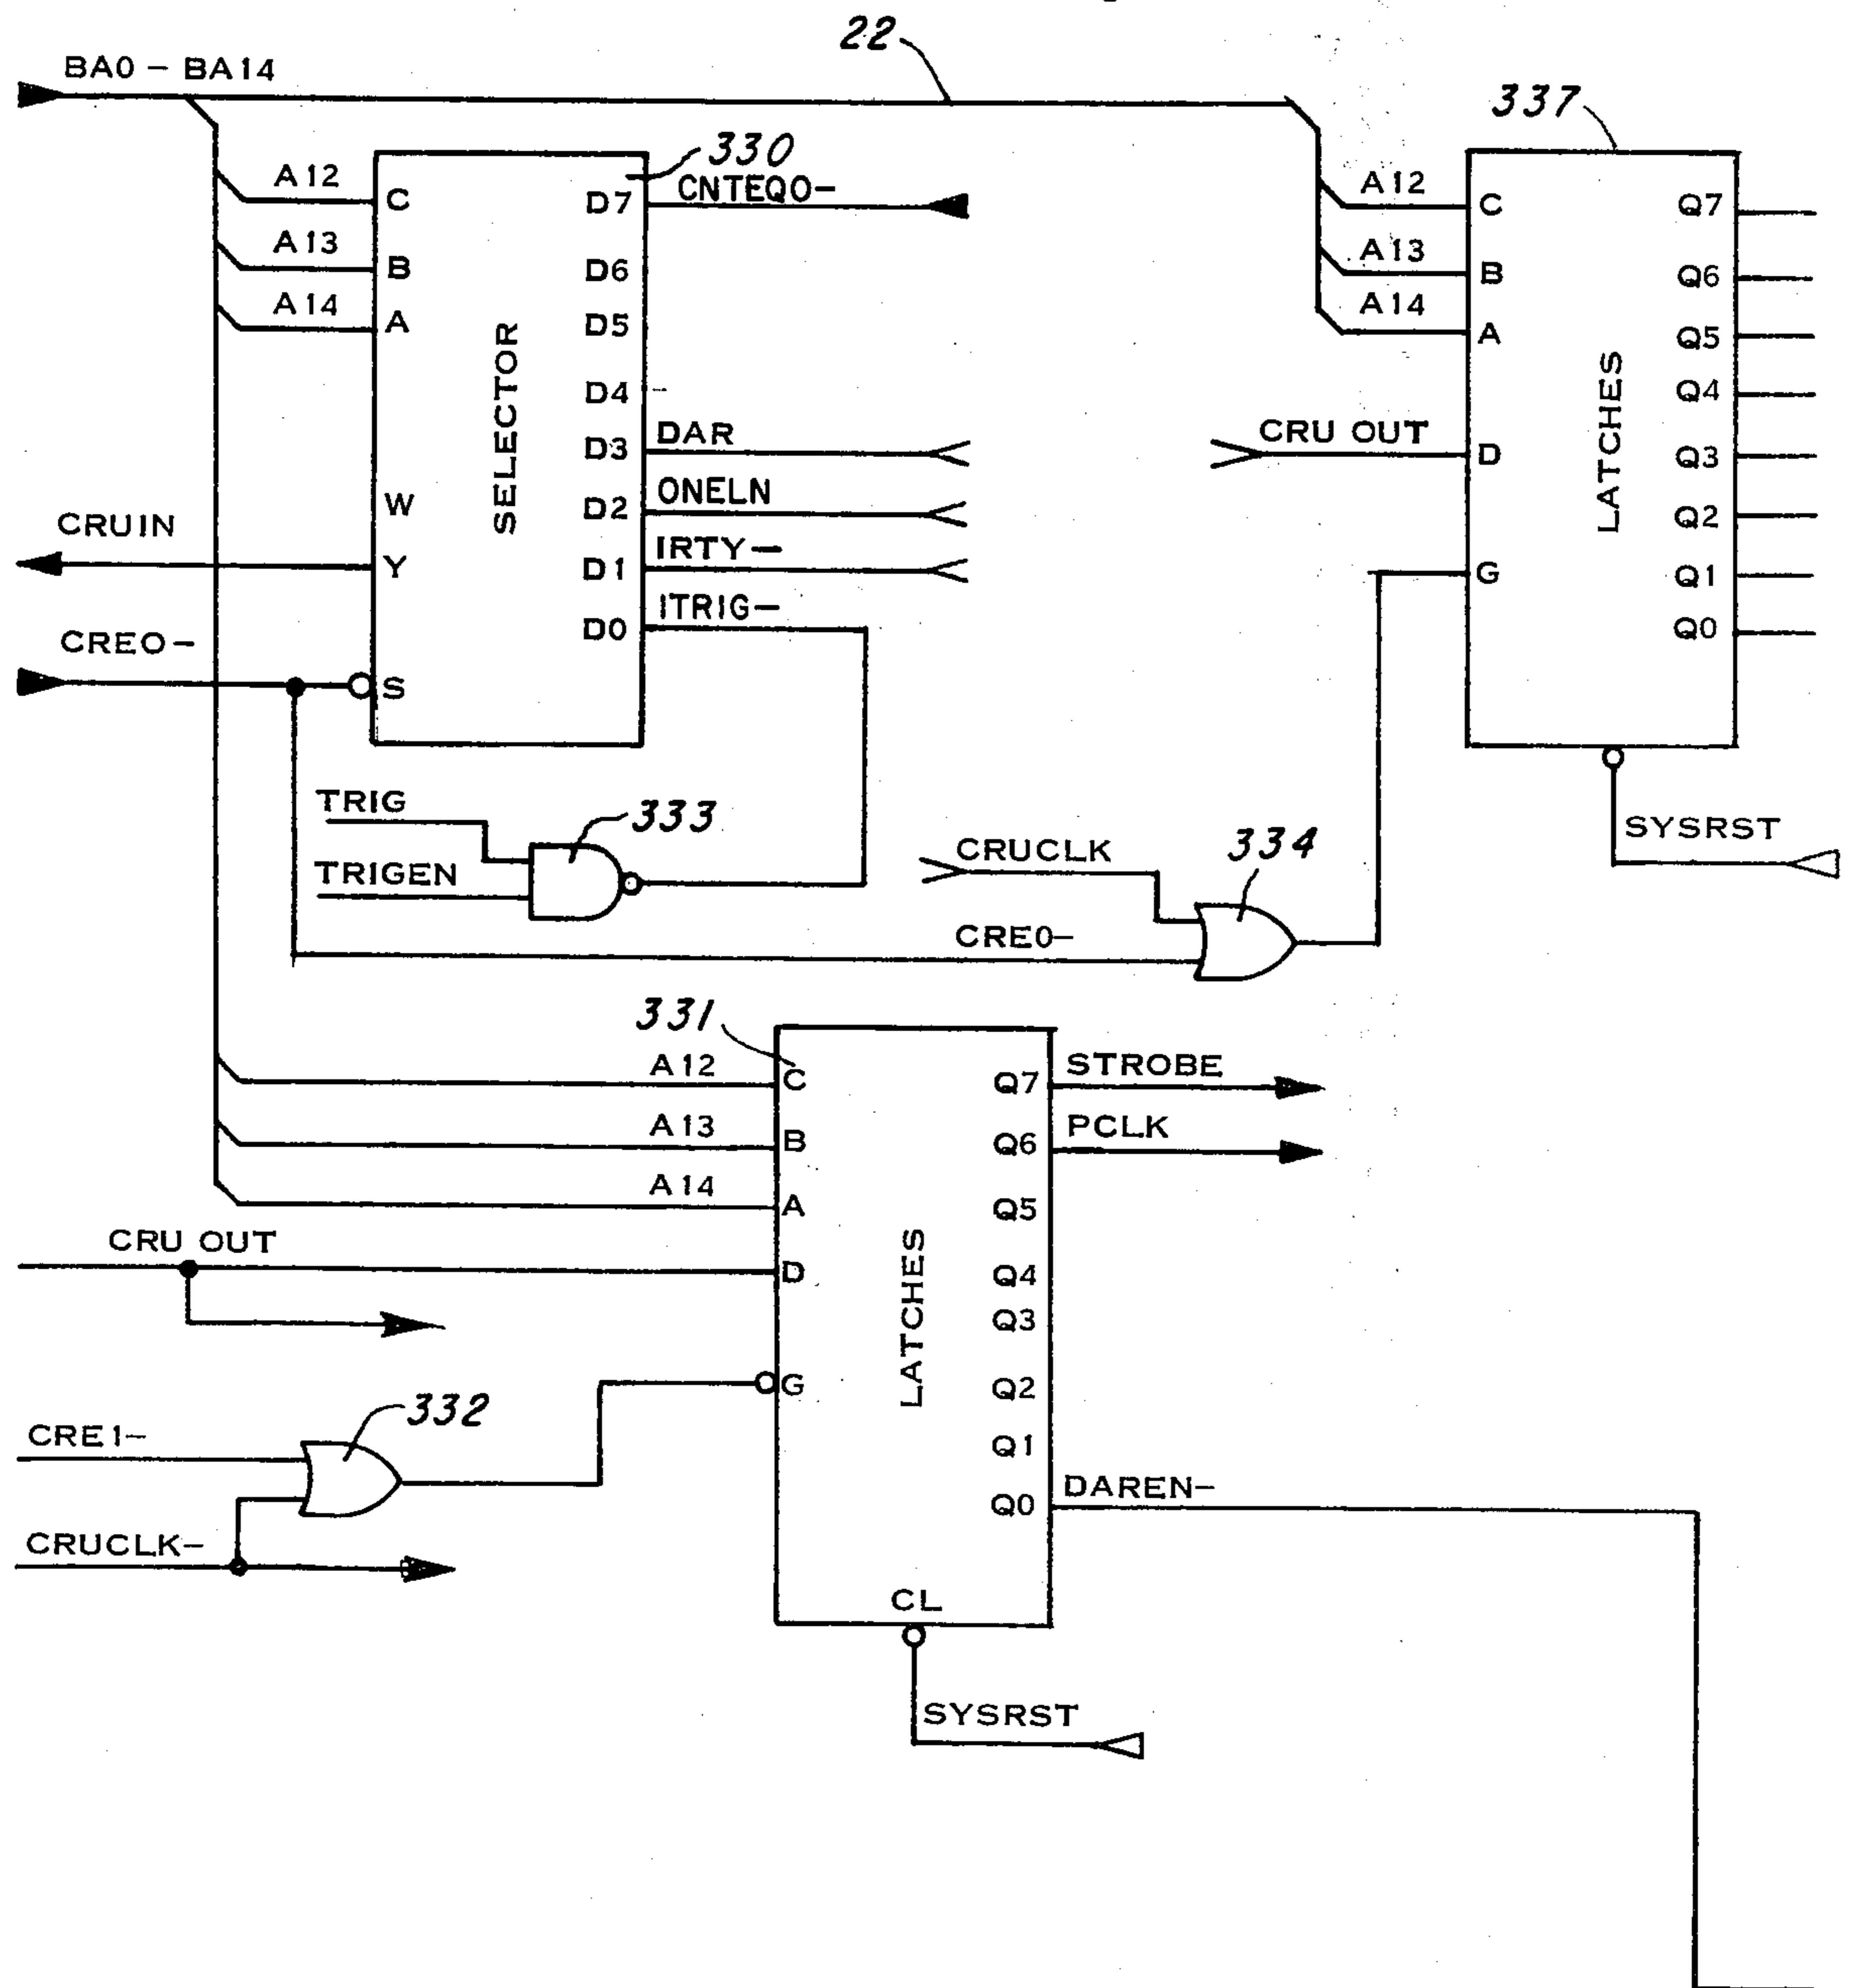 22
BA0 - BA14
337
330
A12 C D7 CNTEQ0-
A13 B D6
A14 A D5
D4
SELECTOR
D3 DAR
W D2 ONELN
CRUIN Y D1 IRTY-
D0 ITRIG-
CREO- S
A12 C Q7
A13 B Q6
A14 A Q5
Q4
LATCHES
CRU OUT D Q3
Q2
G Q1
Q0
SYSRST
TRIG
333
TRIGEN
CRUCLK
334
CRE0-
331
A12 C Q7 STROBE
A13 B Q6 PCLK
A14 A Q5
CRU OUT D Q4
LATCHES
Q3
G Q2
332
CRE1- Q1
Q0 DAREN-
CRUCLK-
CL
SYSRST